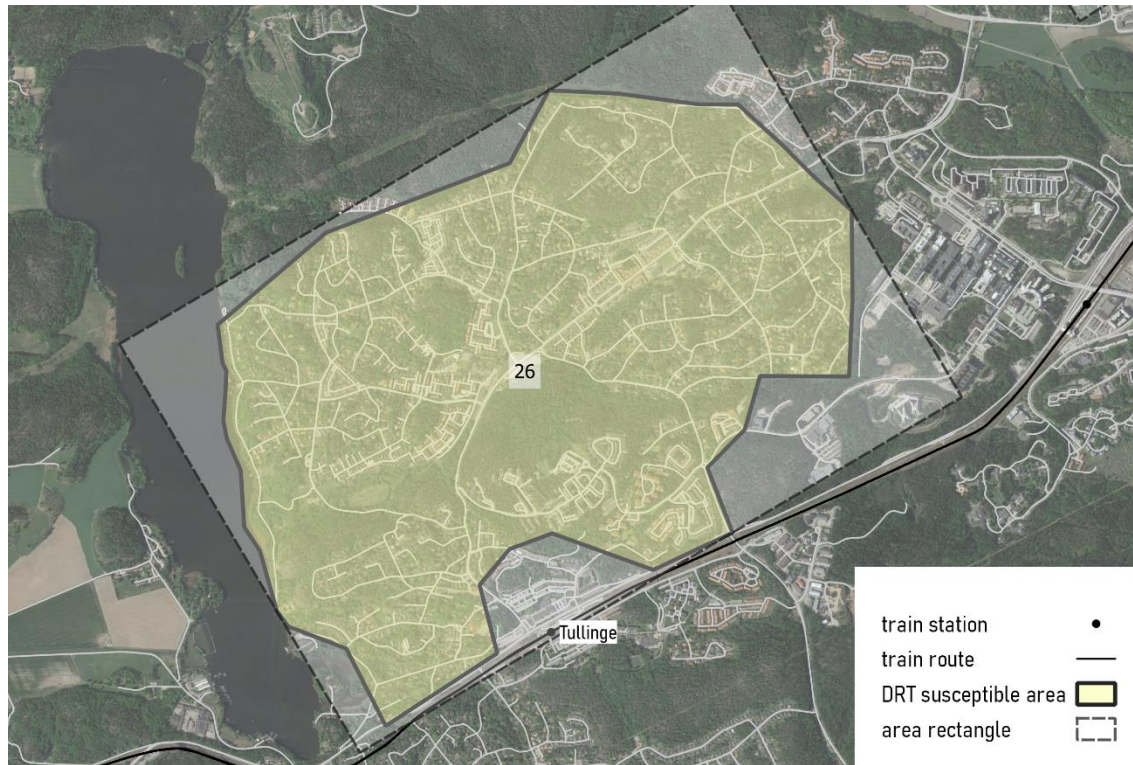 26
Tullinge
train station
train route
DRT susceptible area
area rectangle